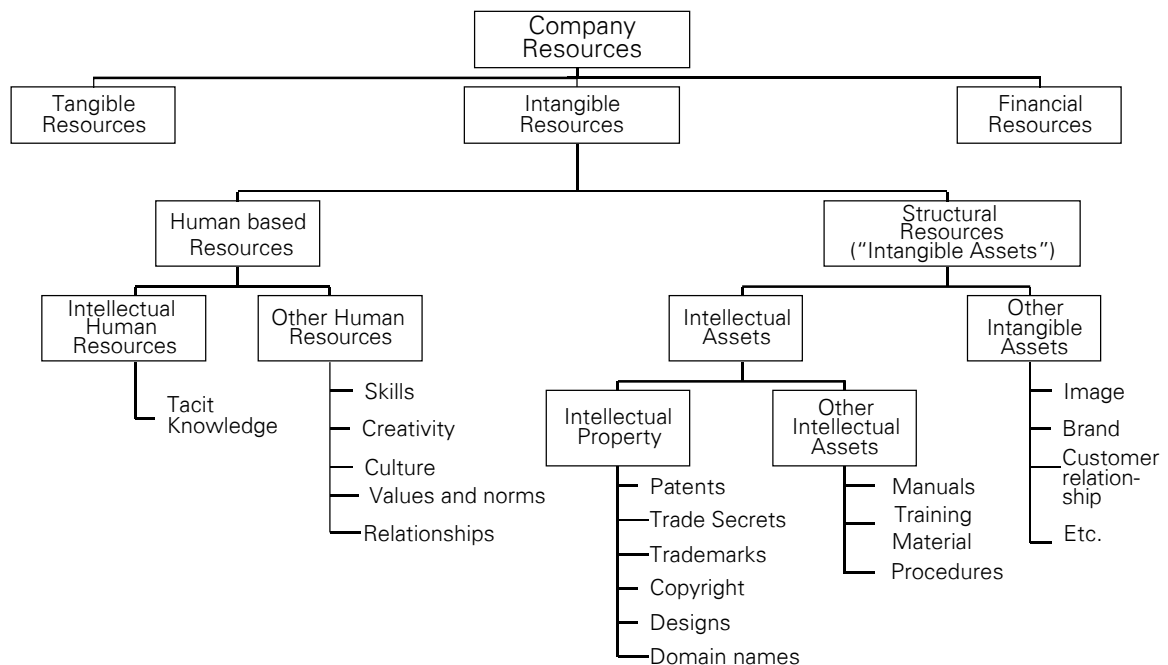 Company
Resources
Tangible
Resources
Intangible
Resources
Financial
Resources
Human based
Resources
Structural
Resources
(“Intangible Assets”)
Intellectual
Human
Resources
Other Human
Resources
Intellectual
Assets
Other
Intangible
Assets
Tacit
Knowledge
Skills
Creativity
Culture
Values and norms
Relationships
Intellectual
Property
Other
Intellectual
Assets
Patents
Trade Secrets
Trademarks
Copyright
Designs
Domain names
Manuals
Training
Material
Procedures
Image
Brand
Customer
relation-
ship
Etc.